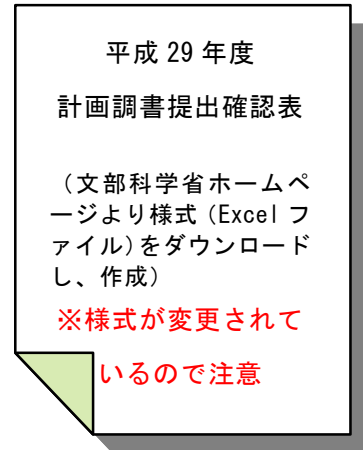 平成 29 年度
計画調書提出確認表
（文部科学省ホームペ
ージより様式（Excel フ
ァイル）をダウンロード
し、作成）
※様式が変更されて
いるので注意